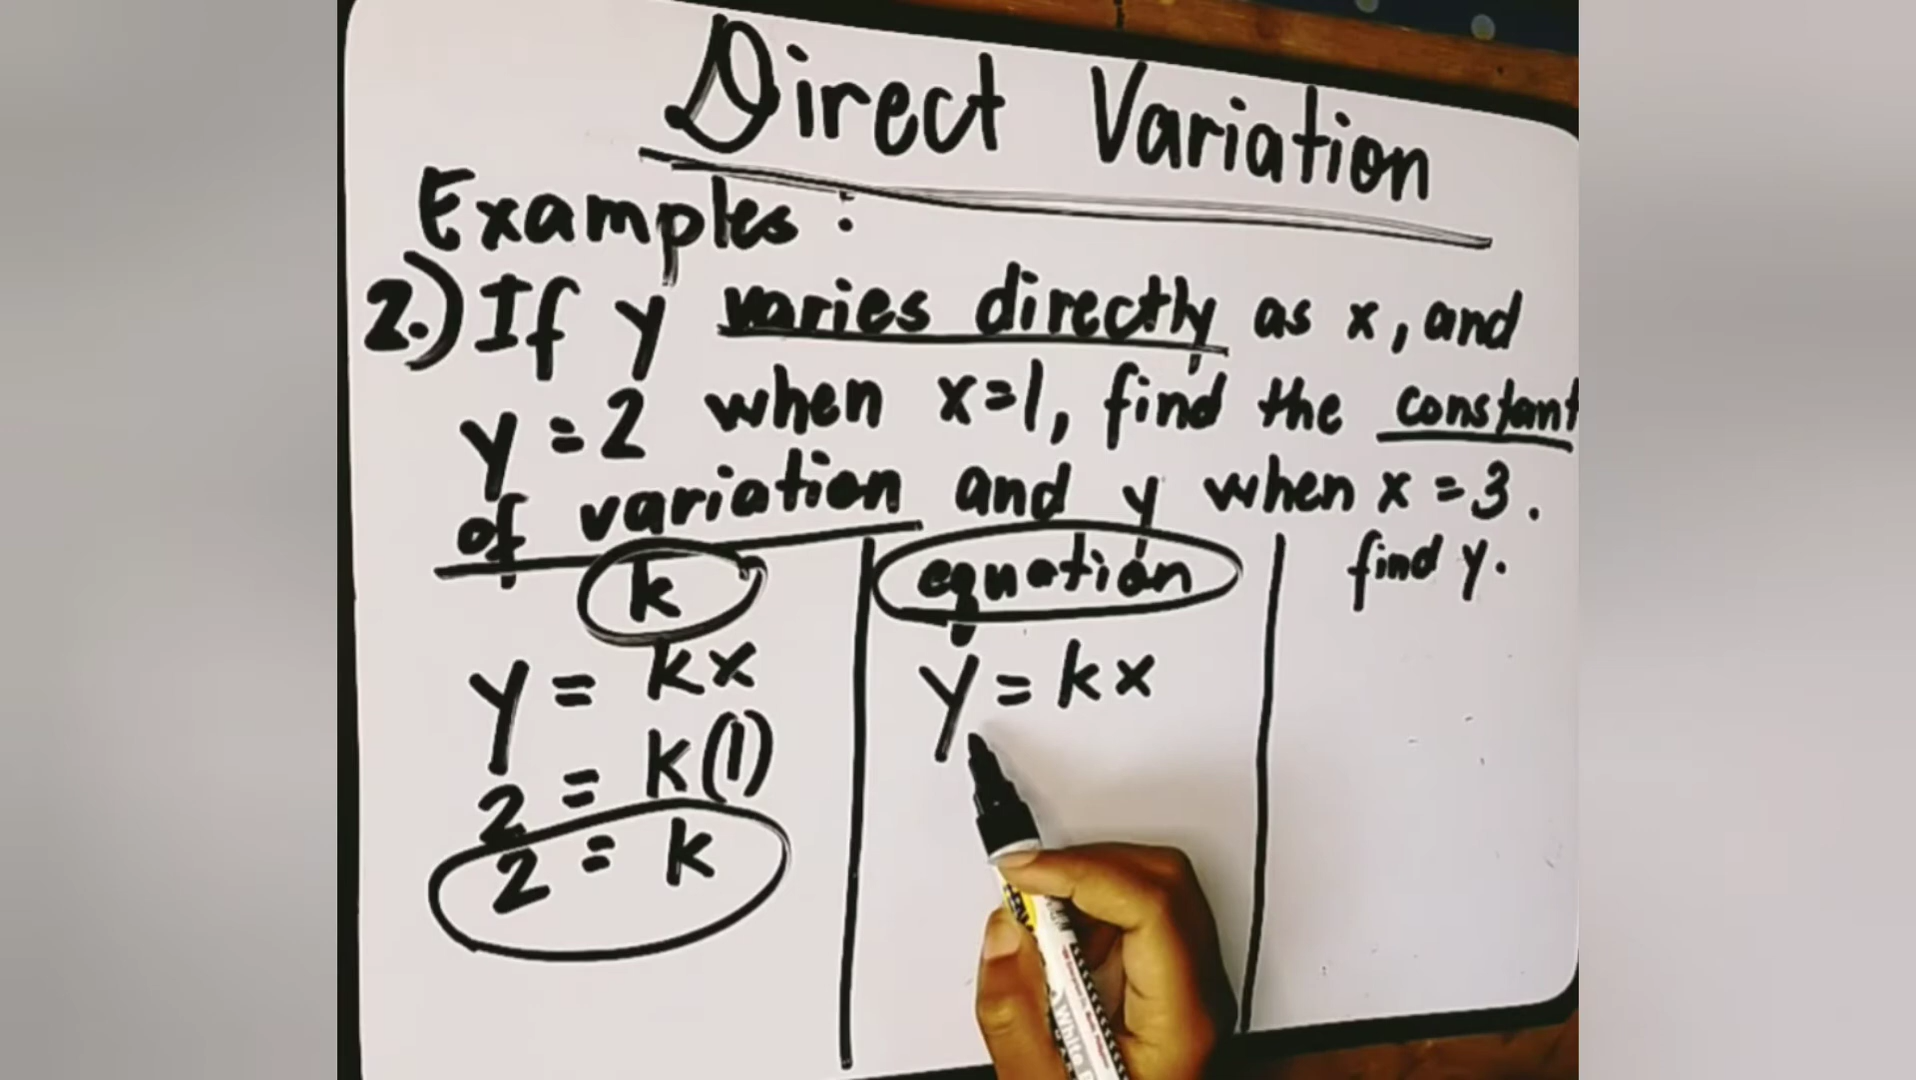 Direct Variation
Examples:
2.) If y varies directly as x, and
y = 2 when x=1, find the constant
of variation and y when x = 3.
k
y = kx
2 = k(1)
2 = k
equation
y = kx
find y.